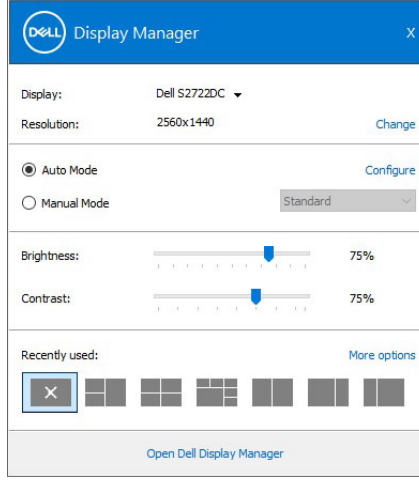 DELL Display Manager X
Display: Dell S2722DC
Resolution: 2560x1440 Change
Auto Mode Configure
Manual Mode Standard
Brightness: 75%
Contrast: 75%
Recently used: More options
Open Dell Display Manager